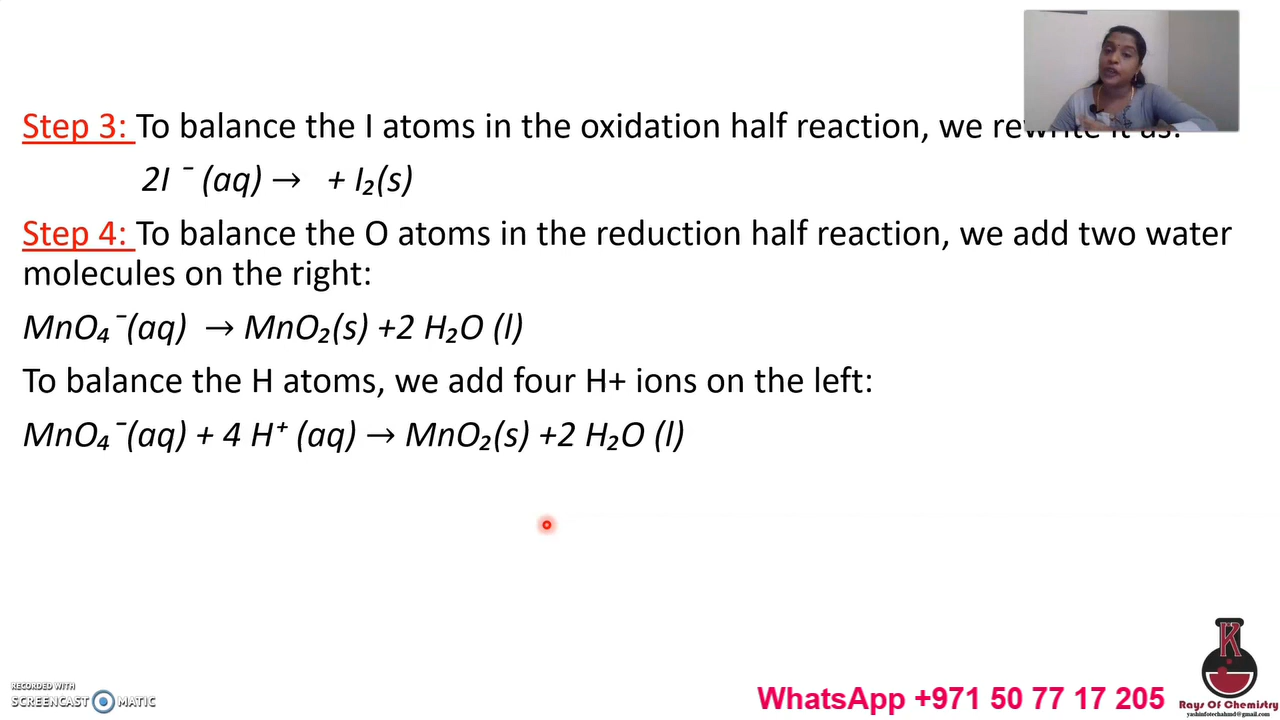 Step 3: To balance the I atoms in the oxidation half reaction, we rewrite it as:
2I ⁻ (aq) → + I₂(s)
Step 4: To balance the O atoms in the reduction half reaction, we add two water
molecules on the right:
MnO₄⁻(aq) → MnO₂(s) +2 H₂O (l)
To balance the H atoms, we add four H+ ions on the left:
MnO₄⁻(aq) + 4 H⁺ (aq) → MnO₂(s) +2 H₂O (l)
RECORDED WITH
SCREENCAST MATIC
WhatsApp +971 50 77 17 205
K
Rays Of Chemistry
yashinfotechahmd@gmail.com